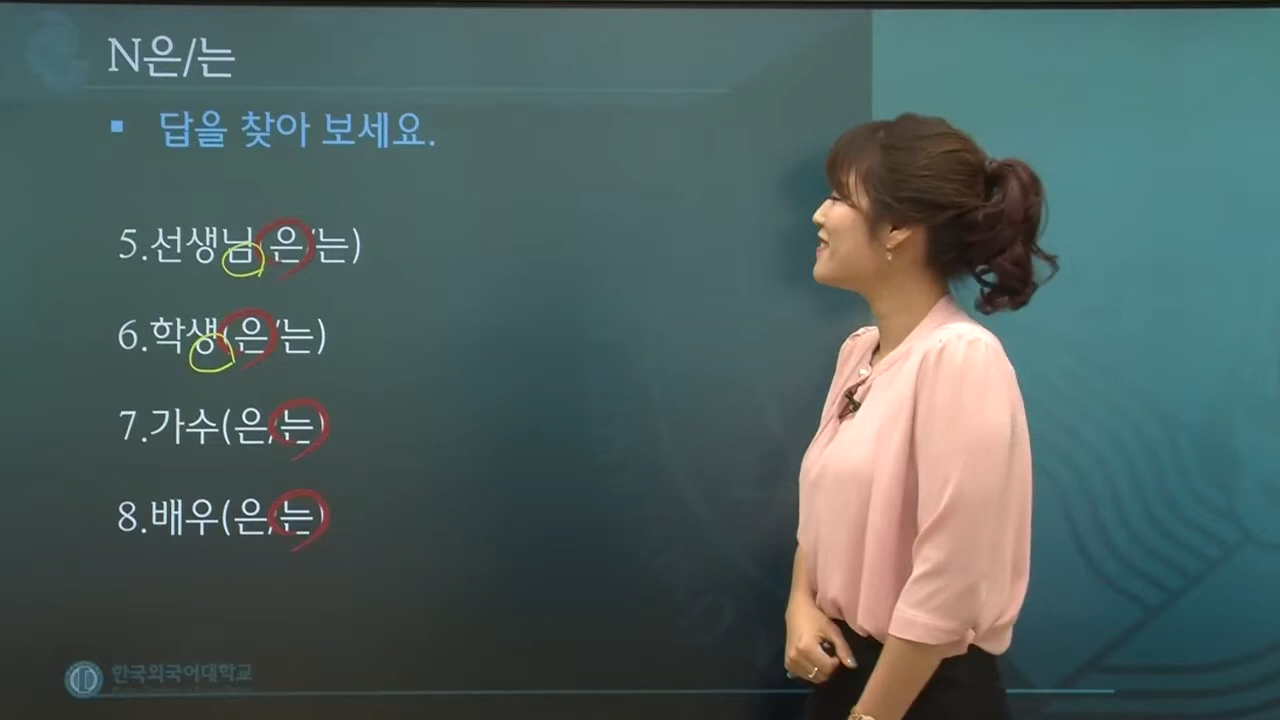 N은/는
▪ 답을 찾아 보세요.
5.선생님(은/는)
6.학생(은/는)
7.가수(은/는)
8.배우(은/는)
한국외국어대학교